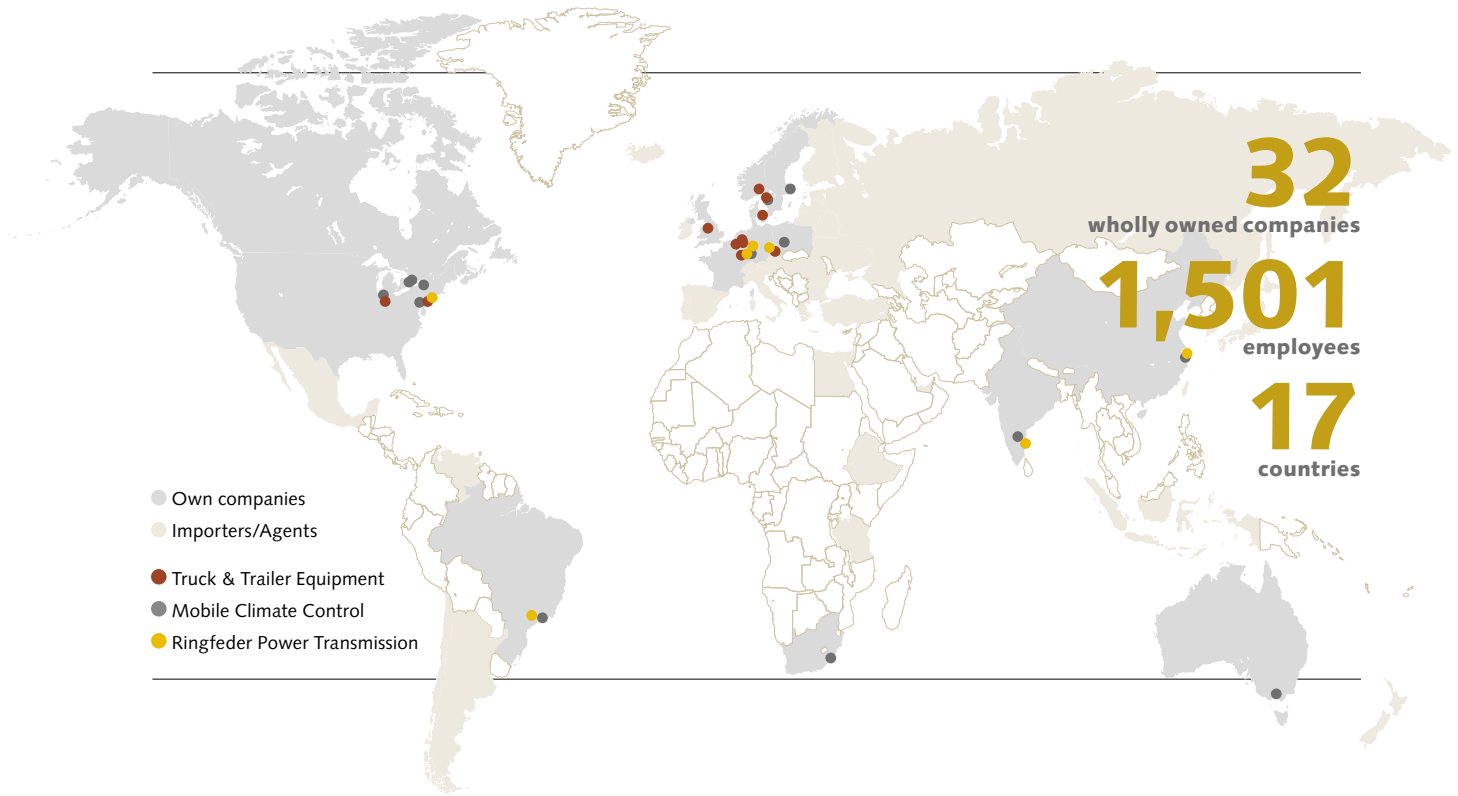 32
wholly owned companies
1,501
employees
17
countries
Own companies
Importers/Agents
Truck & Trailer Equipment
Mobile Climate Control
Ringfeder Power Transmission